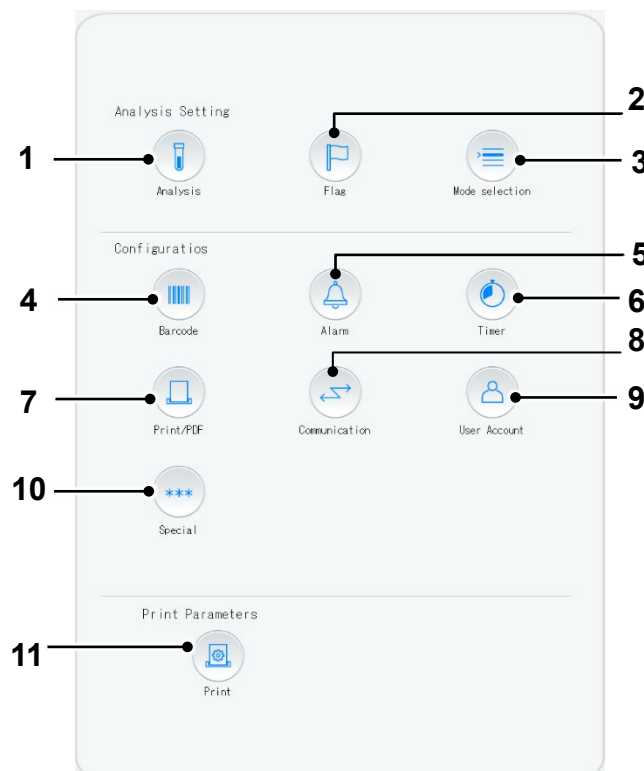 Analysis Setting
2
1
3
Analysis
Flag
Mode selection
Configuratios
5
4
6
Barcode
Alarm
Timer
8
7
9
Print/PDF
Communication
User Account
10
***
Special
Print Parameters
11
Print